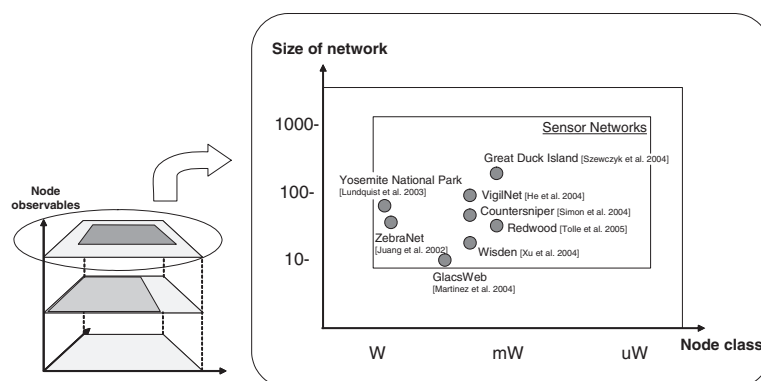 Size of network
1000-
Sensor Networks
Great Duck Island [Szewczyk et al. 2004]
Yosemite National Park
[Lundquist et al. 2003]
100-
VigilNet [He et al. 2004]
Countersniper [Simon et al. 2004]
Redwood [Tolle et al. 2005]
ZebraNet
[Juang et al. 2002]
Wisden [Xu et al. 2004]
10-
GlacsWeb
[Martinez et al. 2004]
W
mW
uW
Node class
Node
observables